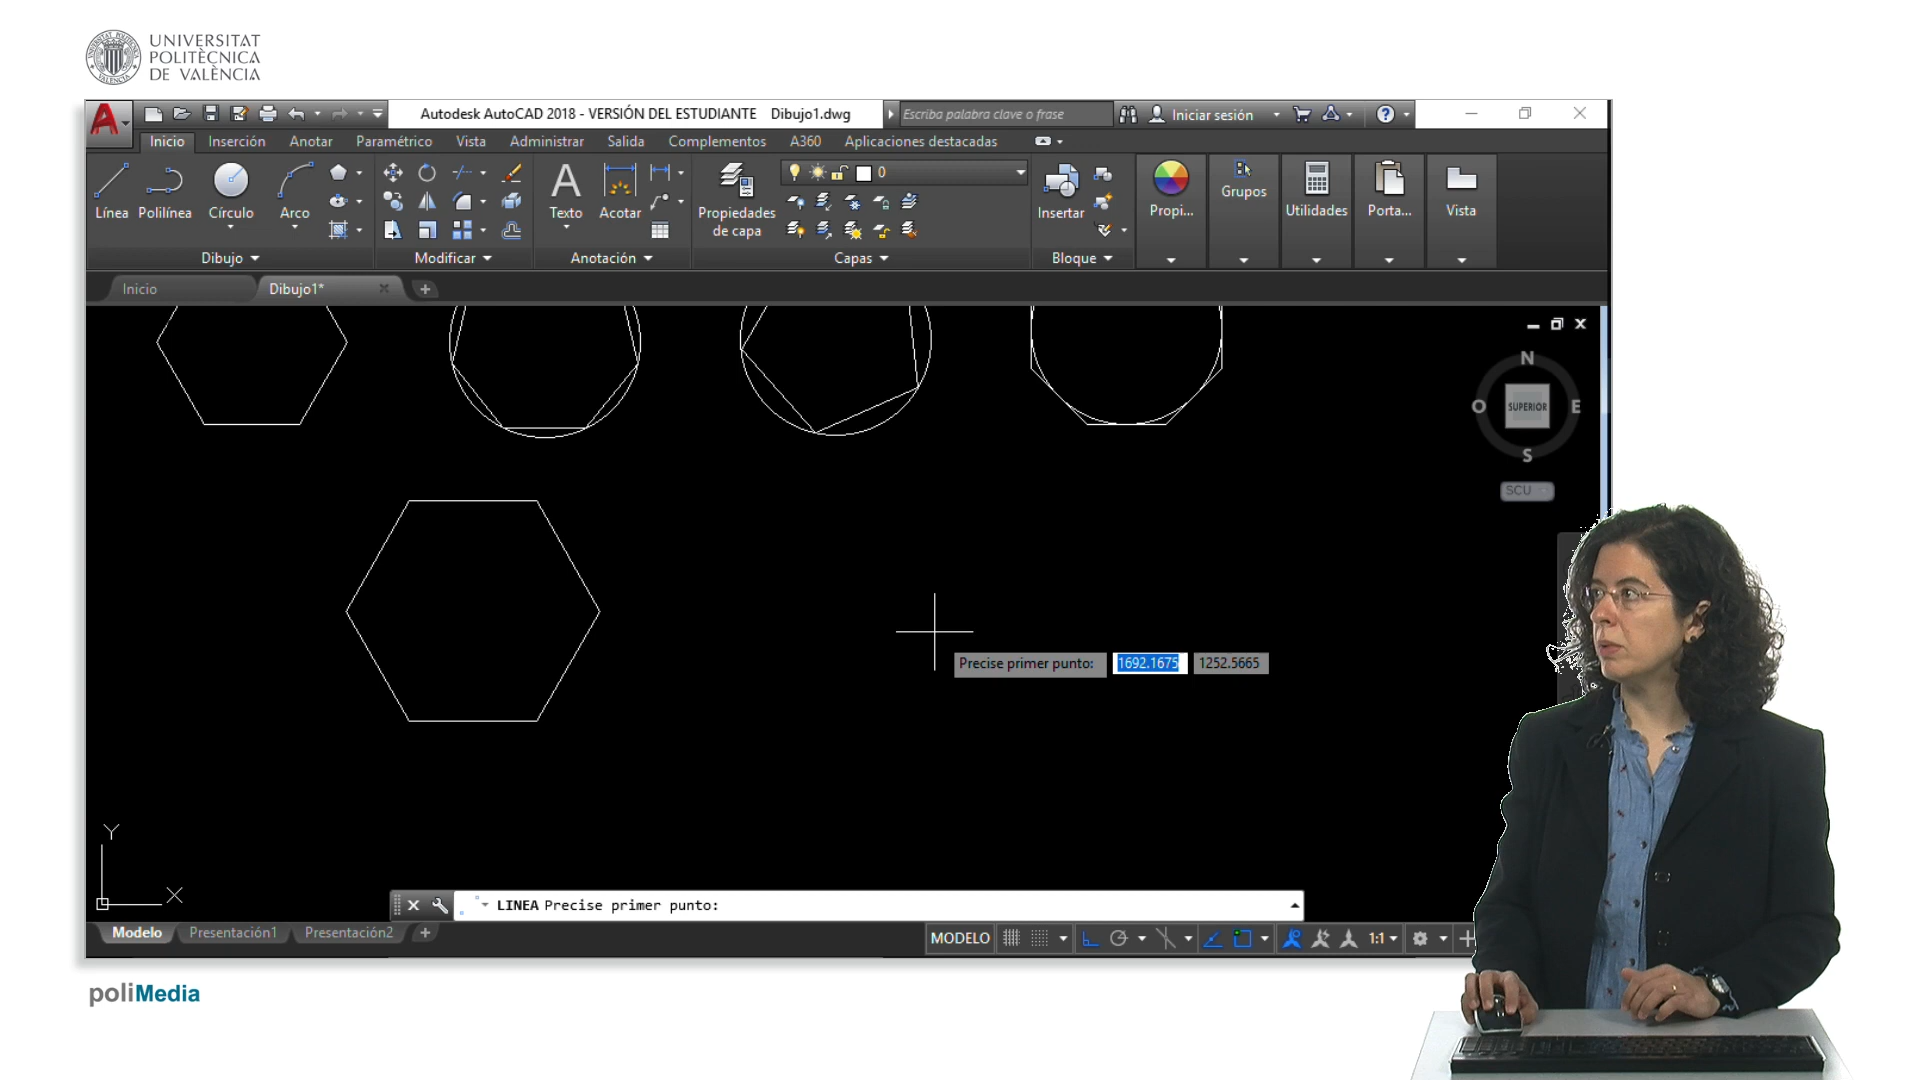 UNIVERSITAT
POLITÈCNICA
DE VALÈNCIA
Autodesk AutoCAD 2018 - VERSIÓN DEL ESTUDIANTE Dibujo1.dwg
Escriba palabra clave o frase
Iniciar sesión
Inicio Inserción Anotar Paramétrico Vista Administrar Salida Complementos A360 Aplicaciones destacadas
0
Línea Polilínea Círculo Arco
Texto Acotar
Propiedades
de capa
Insertar
Propi...
Grupos
Utilidades
Porta...
Vista
Dibujo Modificar Anotación Capas Bloque
Inicio Dibujo1*
N
O SUPERIOR E
S
SCU
Precise primer punto: 1692.1675 1252.5665
Y
X
LINEA Precise primer punto:
Modelo Presentación1 Presentación2
MODELO 1:1
poliMedia